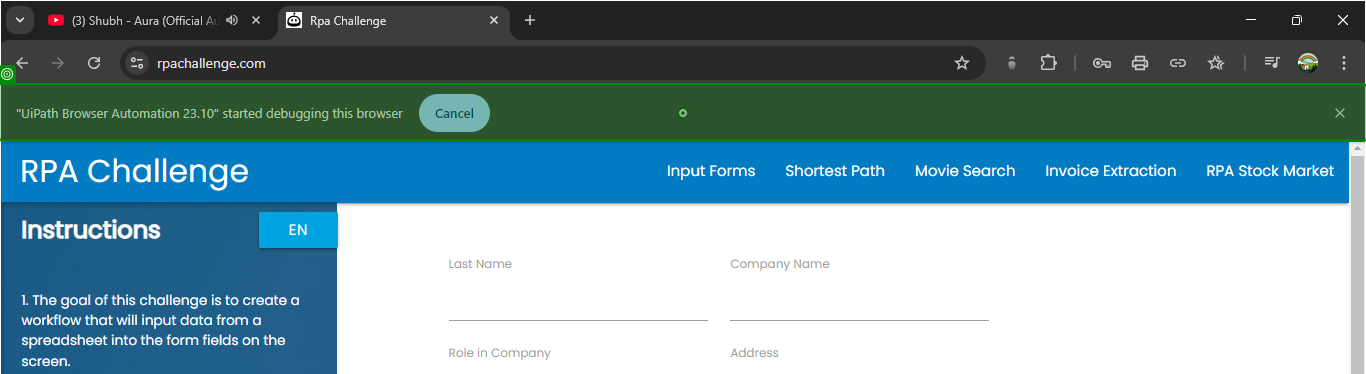 (3) Shubh - Aura (Official Au
Rpa Challenge
rpachallenge.com
"UiPath Browser Automation 23.10" started debugging this browser
Cancel
RPA Challenge
Input Forms
Shortest Path
Movie Search
Invoice Extraction
RPA Stock Market
Instructions
EN
1. The goal of this challenge is to create a
workflow that will input data from a
spreadsheet into the form fields on the
screen.
Last Name
Company Name
Role in Company
Address